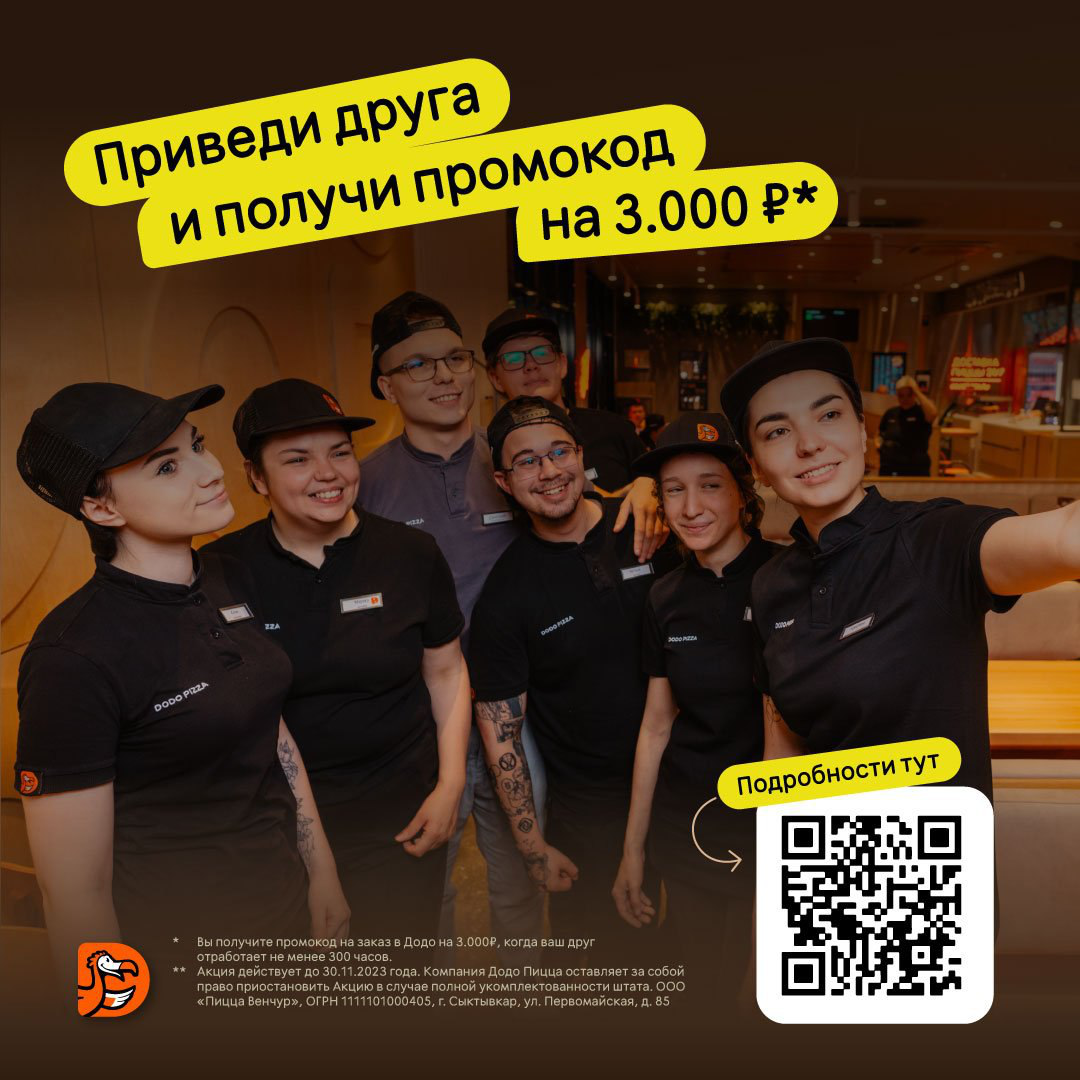 Приведи друга
и получи промокод
на 3.000 ₽*
DODO PIZZA
ZZA
PIZZA
DODO PIZZA
DODO PIZZA
Подробности тут
* Вы получите промокод на заказ в Додо на 3.000₽, когда ваш друг
отработает не менее 300 часов.
** Акция действует до 30.11.2023 года. Компания Додо Пицца оставляет за собой
право приостановить Акцию в случае полной укомплектованности штата. ООО
«Пицца Венчур», ОГРН 1111101000405, г. Сыктывкар, ул. Первомайская, д. 85